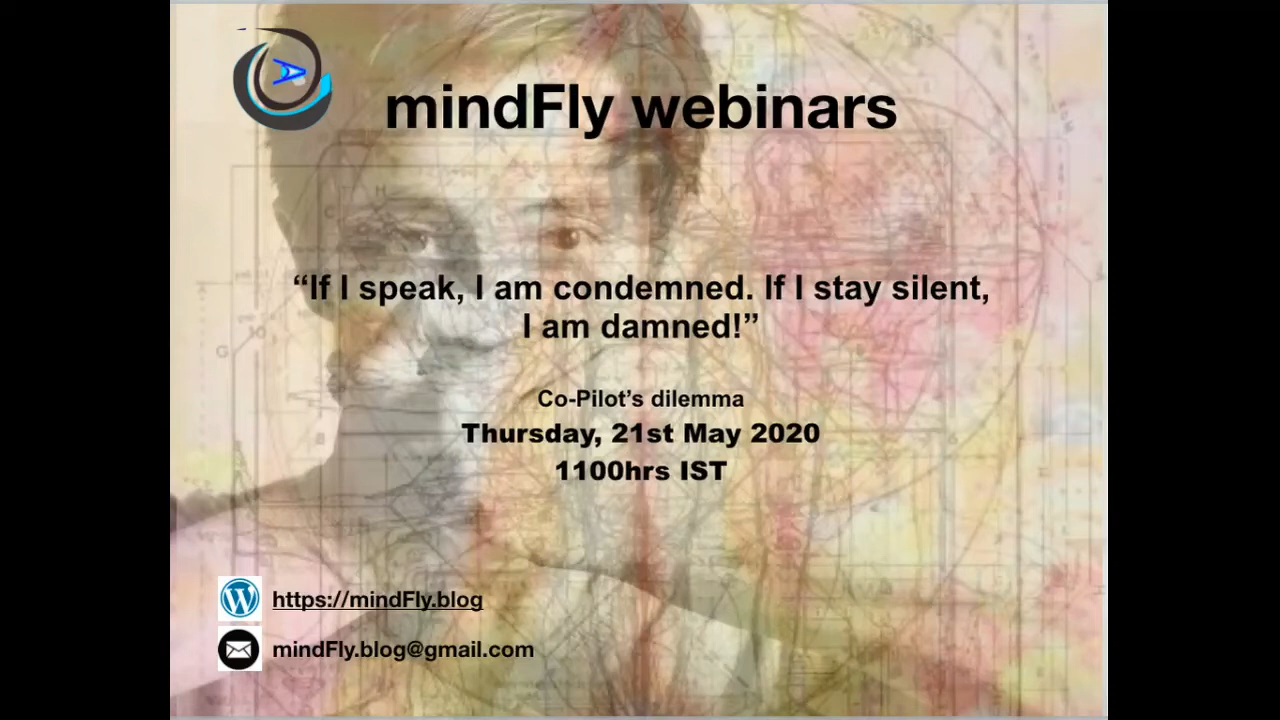 mindFly webinars
“If I speak, I am condemned. If I stay silent,
I am damned!”
Co-Pilot’s dilemma
Thursday, 21st May 2020
1100hrs IST
https://mindFly.blog
mindFly.blog@gmail.com